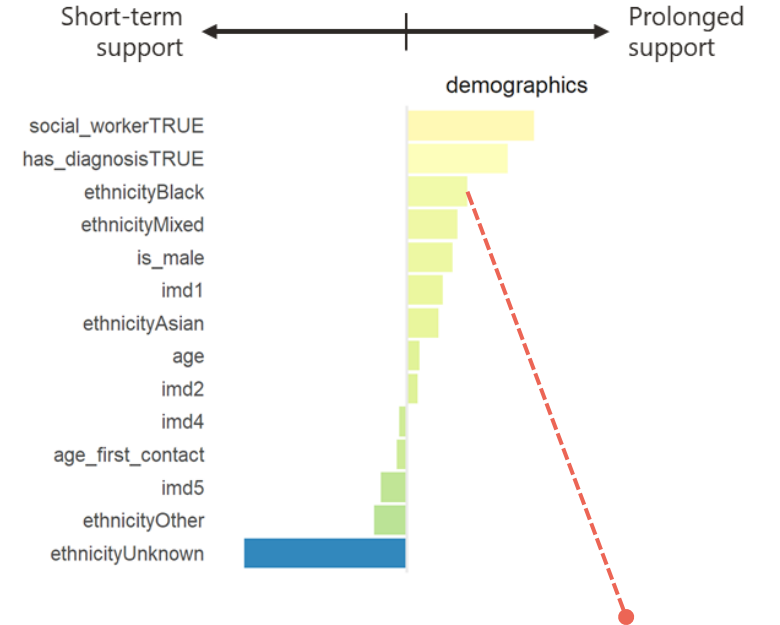 Short-term
support
Prolonged
support
demographics
social_workerTRUE
has_diagnosisTRUE
ethnicityBlack
ethnicityMixed
is_male
imd1
ethnicityAsian
age
imd2
imd4
age_first_contact
imd5
ethnicityOther
ethnicityUnknown